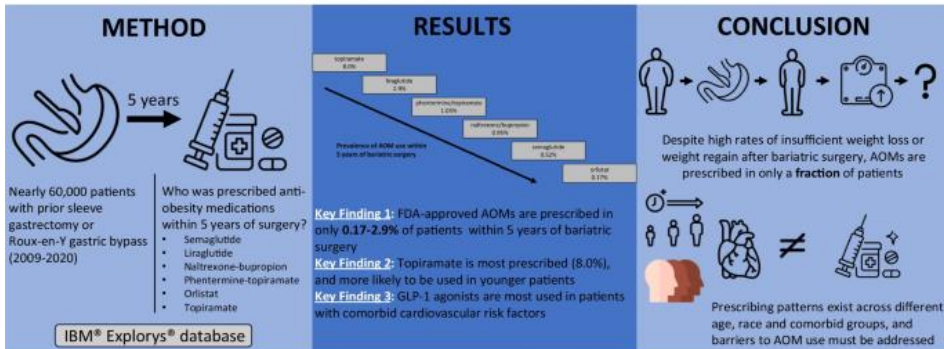 METHOD
5 years
Nearly 60,000 patients
with prior sleeve
gastrectomy or
Roux-en-Y gastric bypass
(2009-2020)
Who was prescribed anti-
obesity medications
within 5 years of surgery?
• Semaglutide
• Liraglutide
• Naltrexone-bupropion
• Phentermine-topiramate
• Orlistat
• Topiramate
IBM® Explorys® database
RESULTS
topiramate
8.0%
liraglutide
2.9%
phentermine/topiramate
1.03%
naltrexone/bupropion
0.95%
semaglutide
0.52%
orlistat
0.17%
Prevalence of AOM use within
5 years of bariatric surgery
Key Finding 1: FDA-approved AOMs are prescribed in
only 0.17-2.9% of patients within 5 years of bariatric
surgery
Key Finding 2: Topiramate is most prescribed (8.0%),
and more likely to be used in younger patients
Key Finding 3: GLP-1 agonists are most used in patients
with comorbid cardiovascular risk factors
CONCLUSION
?
Despite high rates of insufficient weight loss or
weight regain after bariatric surgery, AOMs are
prescribed in only a fraction of patients
≠
Prescribing patterns exist across different
age, race and comorbid groups, and
barriers to AOM use must be addressed